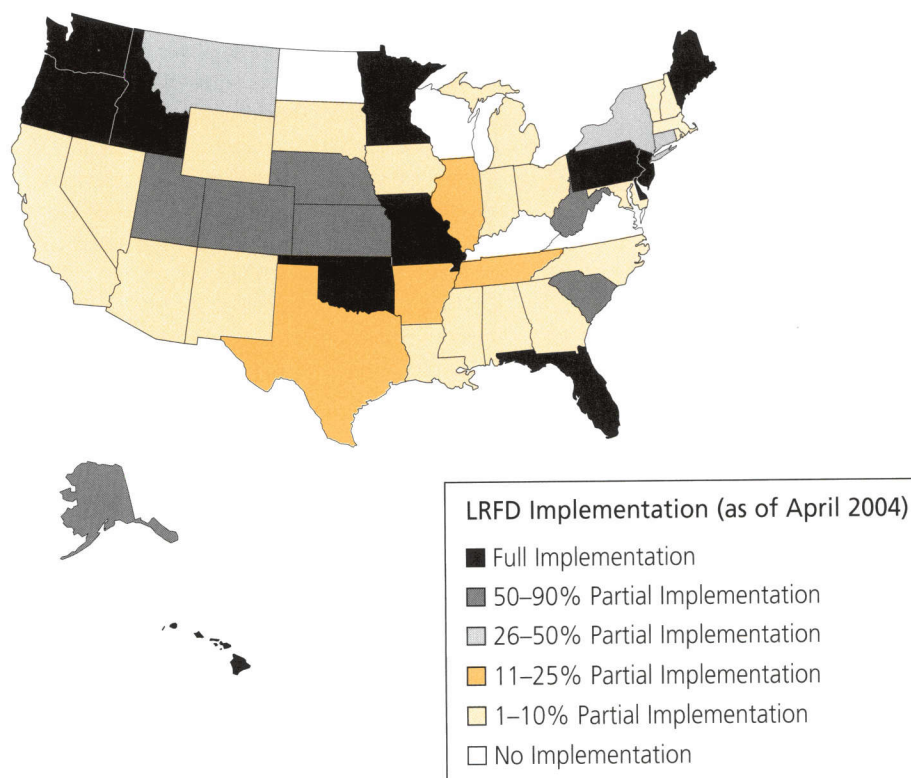 LRFD Implementation (as of April 2004)
Full Implementation
50–90% Partial Implementation
26–50% Partial Implementation
11–25% Partial Implementation
1–10% Partial Implementation
No Implementation